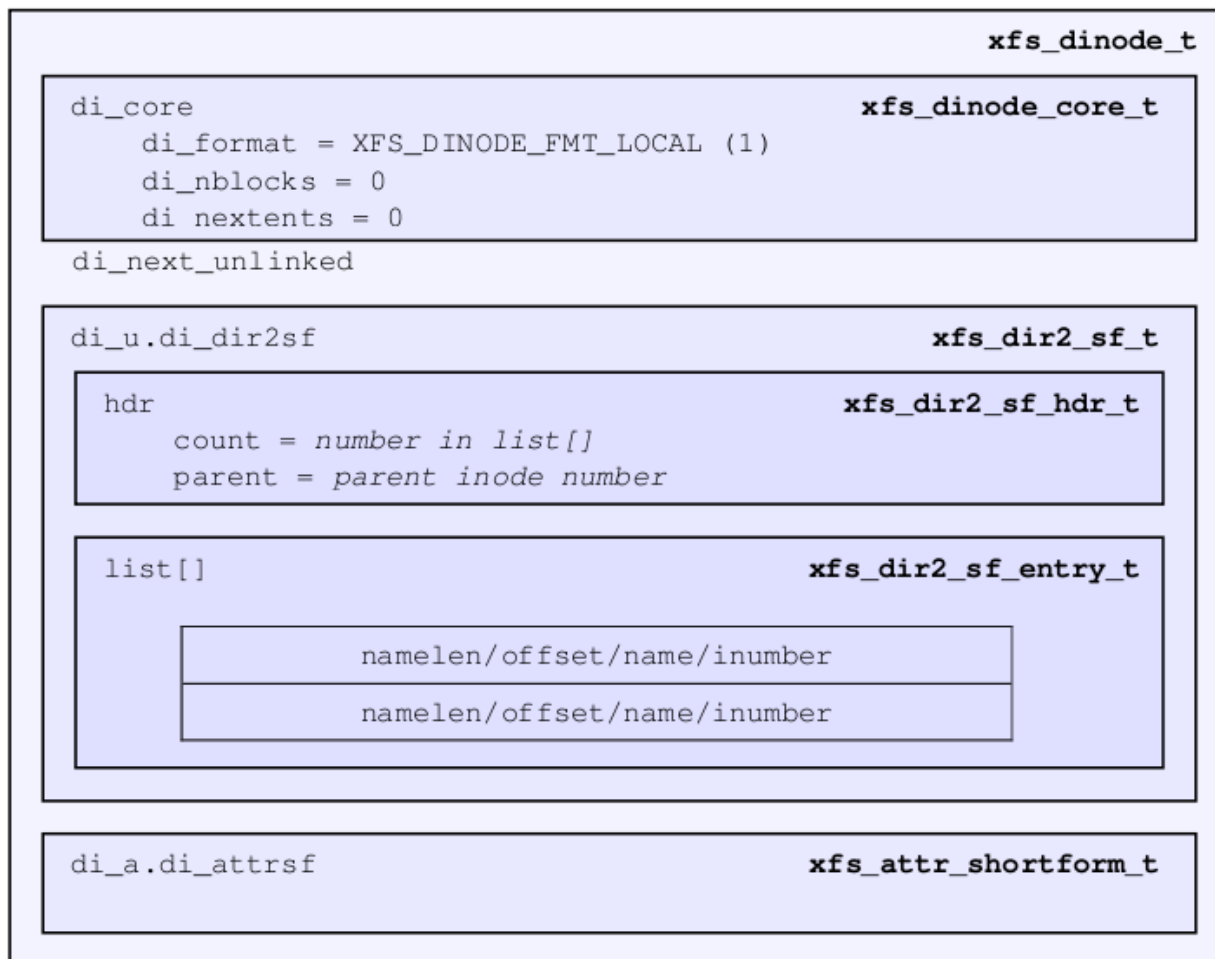 xfs_dinode_t
di_core xfs_dinode_core_t
di_format = XFS_DINODE_FMT_LOCAL (1)
di_nblocks = 0
di nextents = 0
di_next_unlinked
di_u.di_dir2sf xfs_dir2_sf_t
hdr xfs_dir2_sf_hdr_t
count = number in list[]
parent = parent inode number
list[] xfs_dir2_sf_entry_t
namelen/offset/name/inumber
namelen/offset/name/inumber
di_a.di_attrsf xfs_attr_shortform_t